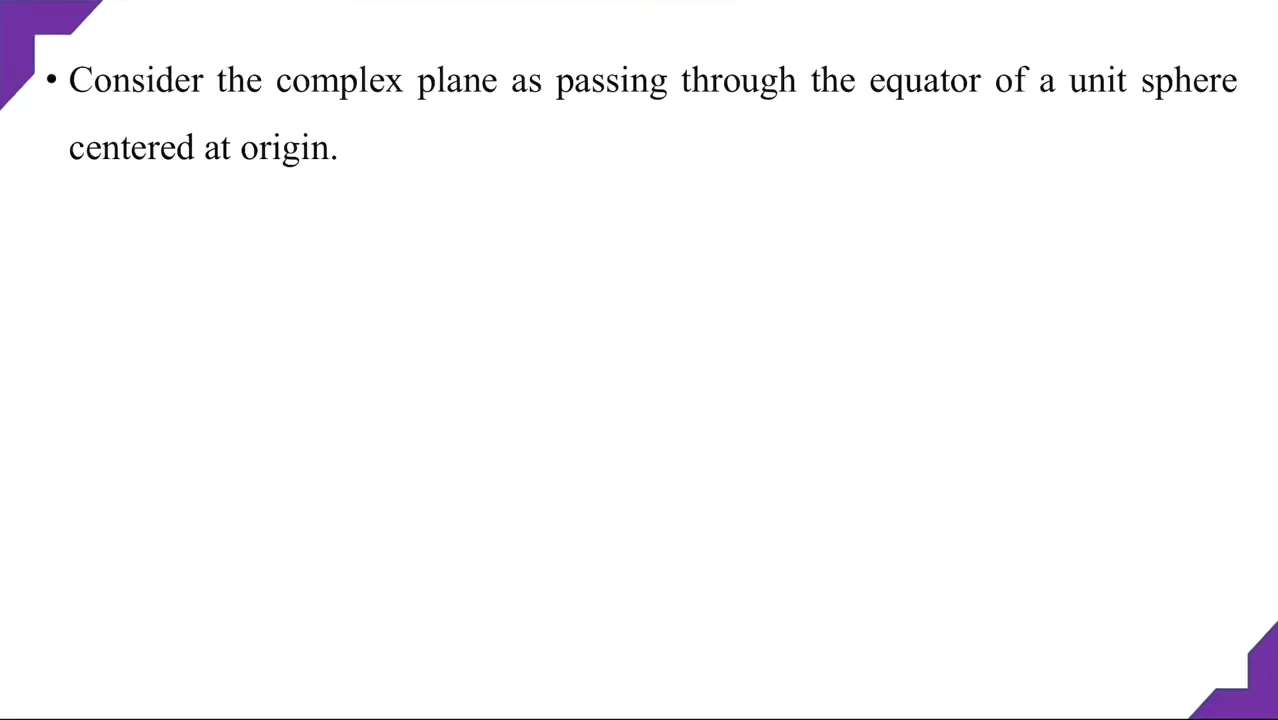 • Consider the complex plane as passing through the equator of a unit sphere
centered at origin.